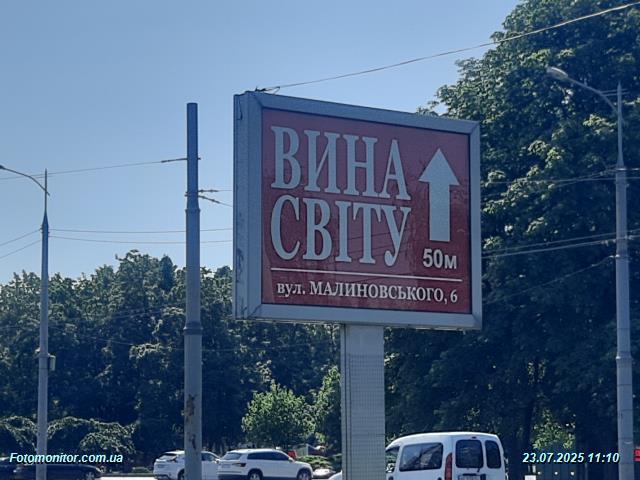 ВИНА
СВІТУ
50м
вул. МАЛИНОВСЬКОГО, 6
Fotomonitor.com.ua
23.07.2025 11:10